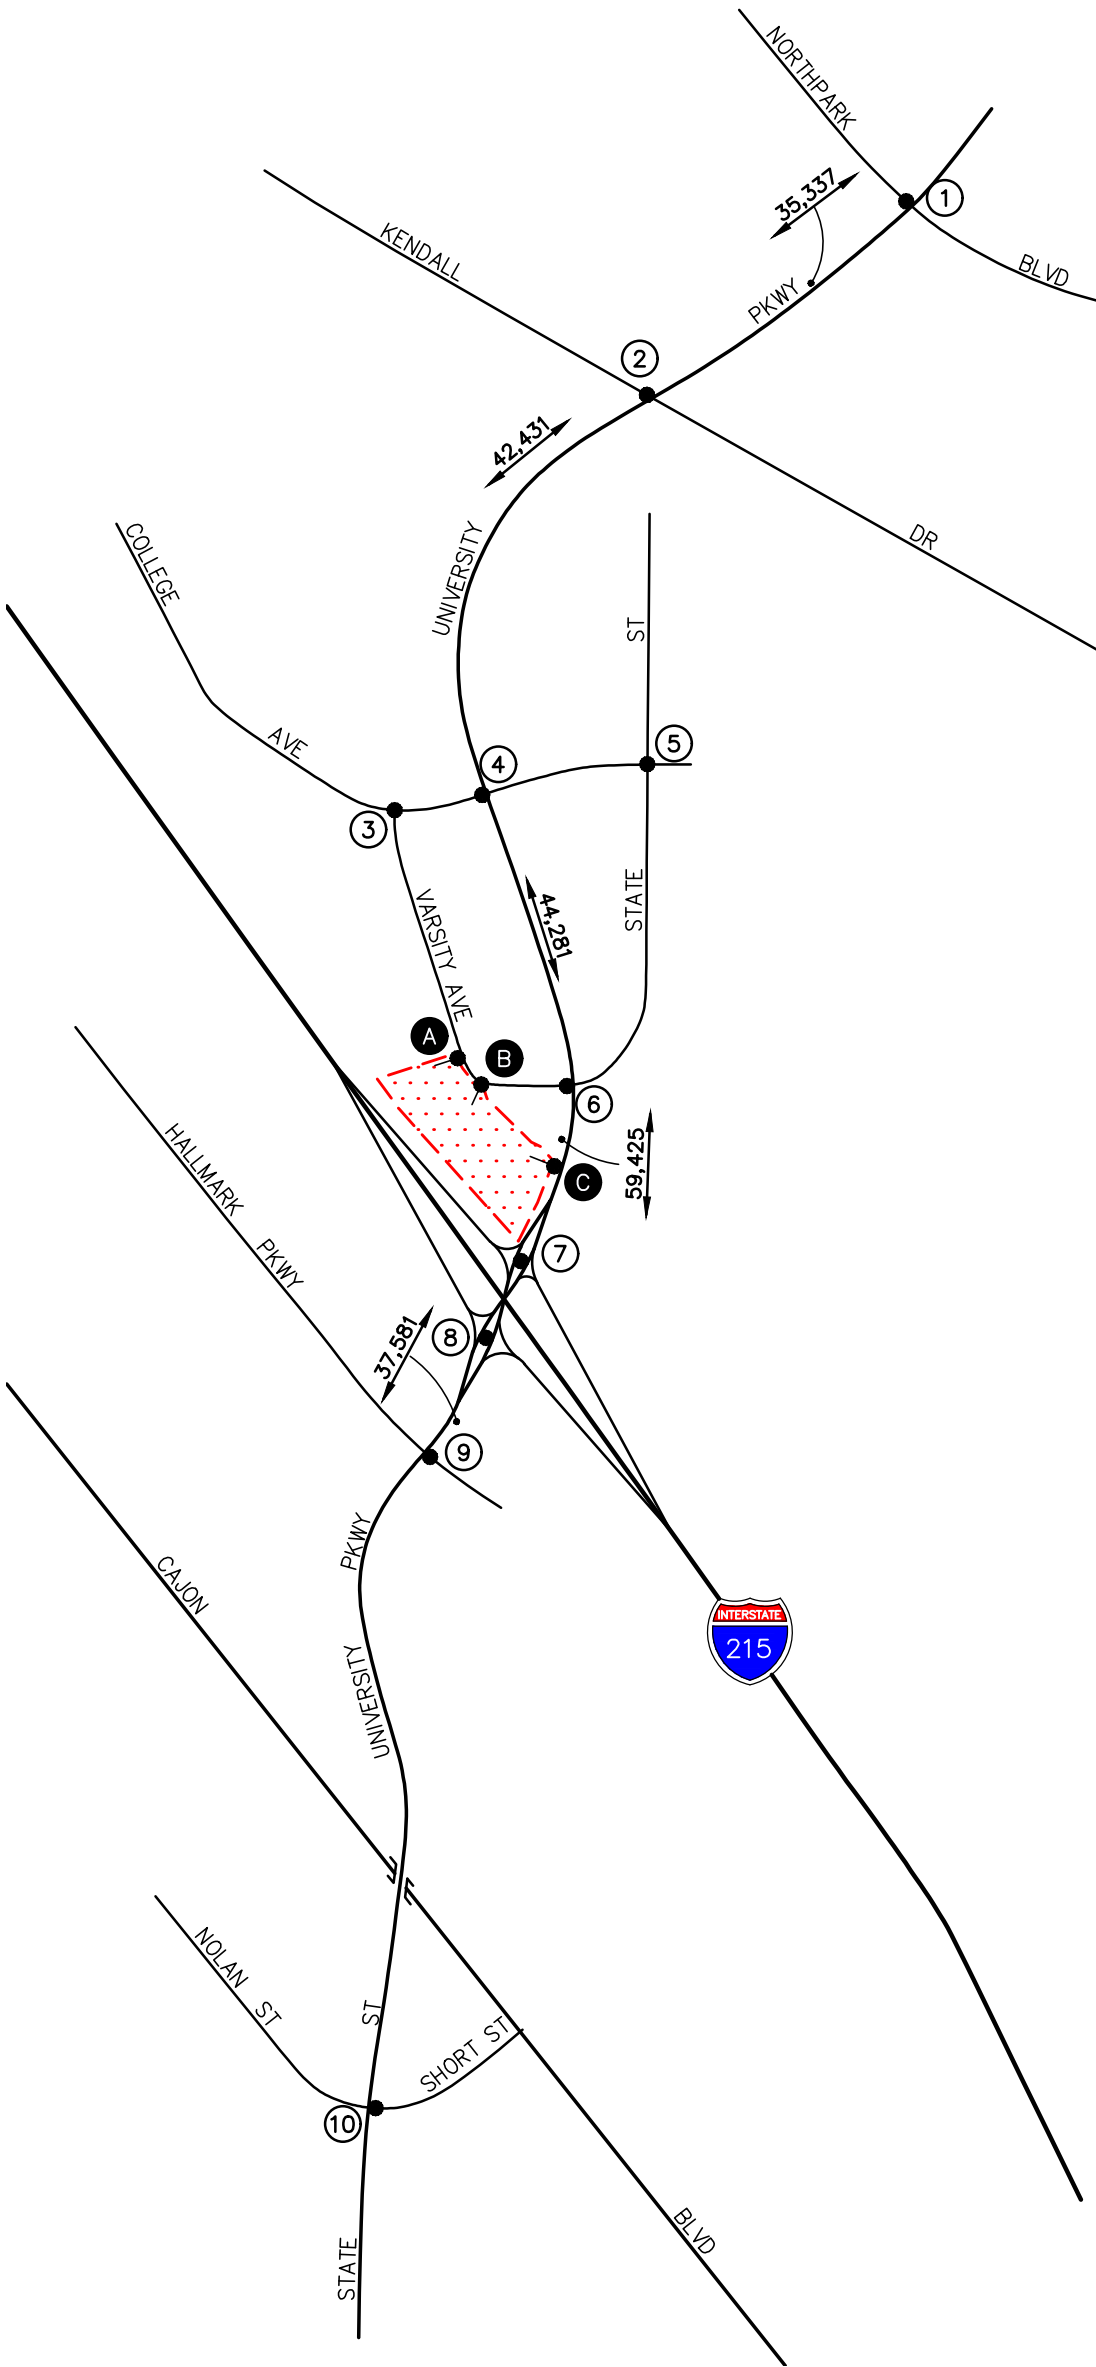 NORTHPARK
BLVD
1
35,337
KENDALL
PKWY
2
42,431
DR
UNIVERSITY
COLLEGE
ST
AVE
5
4
3
VARSITY AVE
44,281
STATE
A
B
6
59,425
C
HALLMARK
PKWY
7
8
37,581
9
PKWY
CAJON
INTERSTATE
215
UNIVERSITY
NOLAN ST
ST
SHORT ST
10
STATE
BLVD